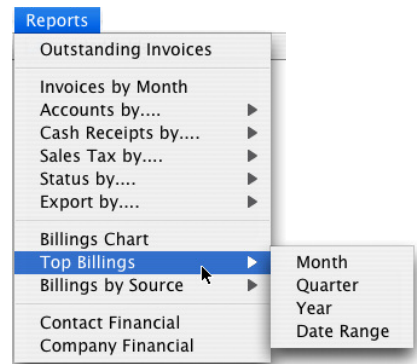 Reports
Outstanding Invoices
Invoices by Month
Accounts by....
Cash Receipts by....
Sales Tax by....
Status by....
Export by....
Billings Chart
Top Billings
Billings by Source
Contact Financial
Company Financial
Month
Quarter
Year
Date Range